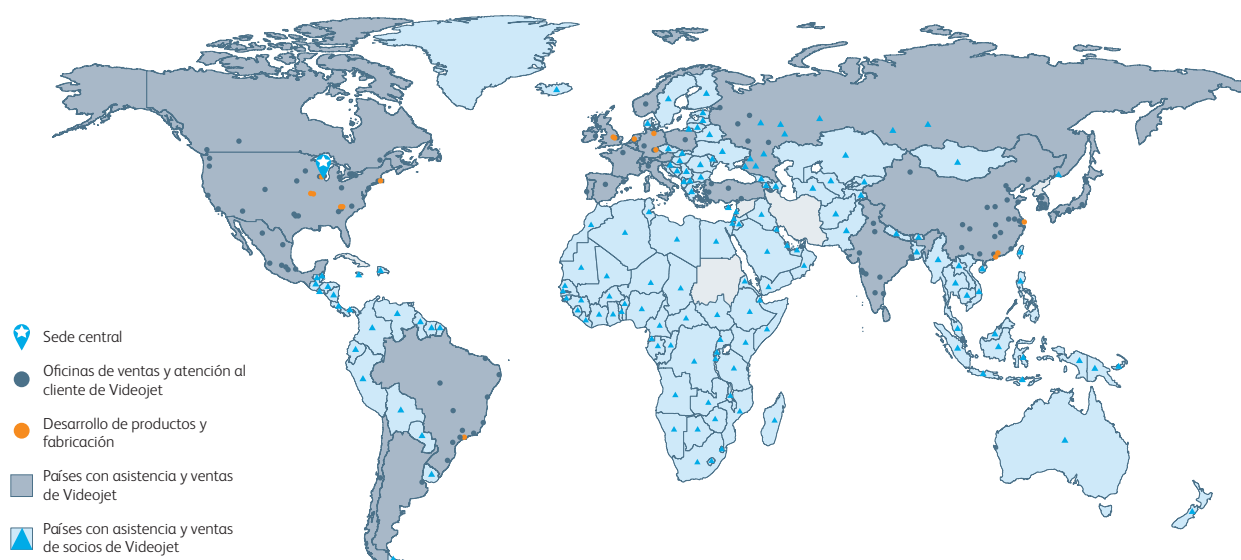 Sede central
Oficinas de ventas y atención al
cliente de Videojet
Desarrollo de productos y
fabricación
Países con asistencia y ventas
de Videojet
Países con asistencia y ventas
de socios de Videojet